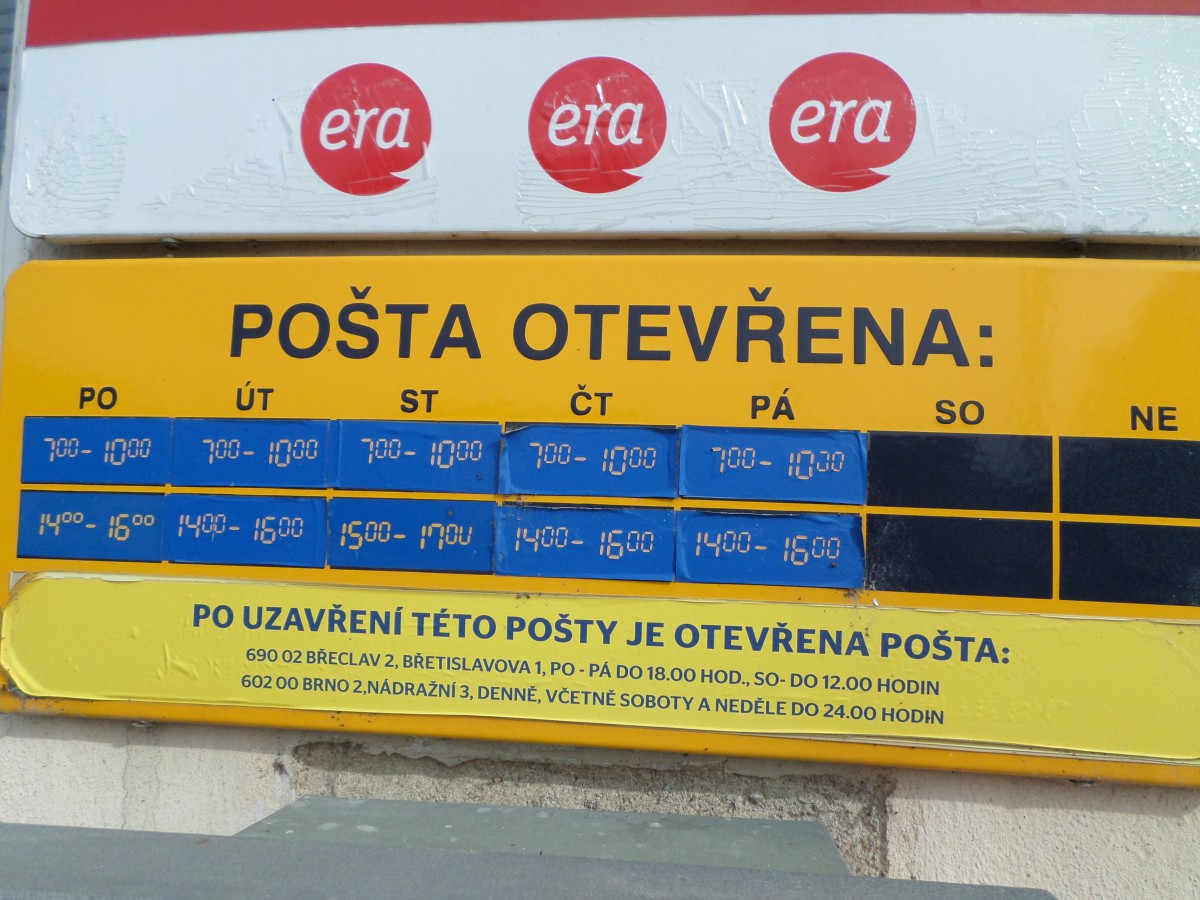 era era era
POŠTA OTEVŘENA:
PO ÚT ST ČT PÁ SO NE
700 - 1000 700 - 1000 700 - 1000 700 - 1000 700 - 1000
1400 - 1600 1400 - 1600 1500 - 1700 1400 - 1600 1400 - 1600
PO UZAVŘENÍ TÉTO POŠTY JE OTEVŘENA POŠTA:
690 02 BŘECLAV 2, BŘETISLAVOVA 1, PO - PÁ DO 18.00 HOD., SO- DO 12.00 HODIN
602 00 BRNO 2,NÁDRAŽNÍ 3, DENNĚ, VČETNĚ SOBOTY A NEDĚLE DO 24.00 HODIN